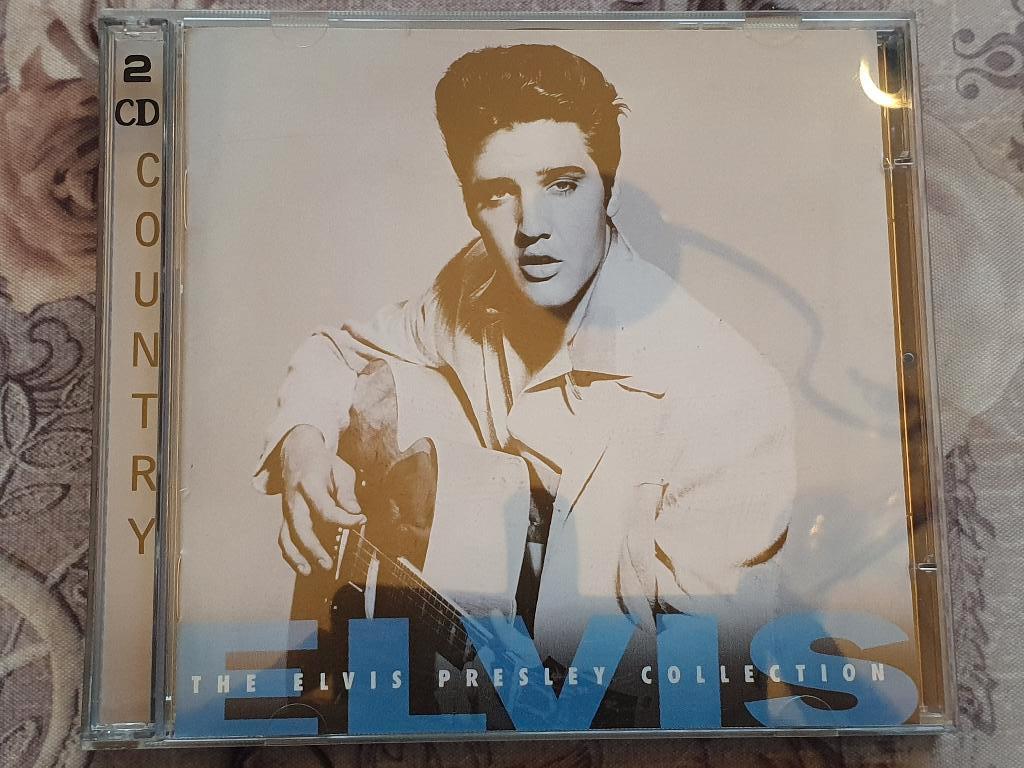 2
CD
COUNTRY
ELVIS
THE ELVIS PRESLEY COLLECTION